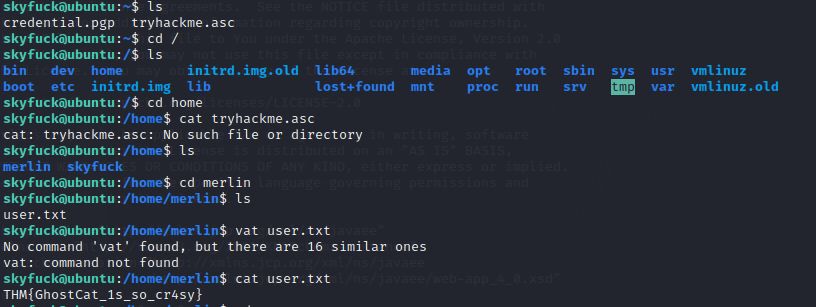 skyfuck@ubuntu:~$ ls
credential.pgp tryhackme.asc
skyfuck@ubuntu:~$ cd /
skyfuck@ubuntu:/$ ls
bin dev home initrd.img.old lib64 media opt root sbin sys usr vmlinuz
boot etc initrd.img lib lost+found mnt proc run srv tmp var vmlinuz.old
skyfuck@ubuntu:/$ cd home
skyfuck@ubuntu:/home$ cat tryhackme.asc
cat: tryhackme.asc: No such file or directory
skyfuck@ubuntu:/home$ ls
merlin skyfuck
skyfuck@ubuntu:/home$ cd merlin
skyfuck@ubuntu:/home/merlin$ ls
user.txt
skyfuck@ubuntu:/home/merlin$ vat user.txt
No command 'vat' found, but there are 16 similar ones
vat: command not found
skyfuck@ubuntu:/home/merlin$ cat user.txt
THM{GhostCat_1s_so_cr4sy}